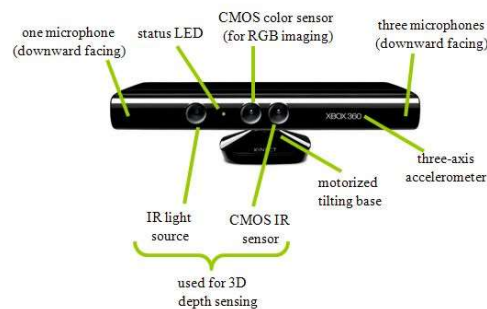 CMOS color sensor
(for RGB imaging)
one microphone
(downward facing)
status LED
three microphones
(downward facing)
XBOX 360
KINECT
three-axis
accelerometer
motorized
tilting base
IR light
source
CMOS IR
sensor
used for 3D
depth sensing